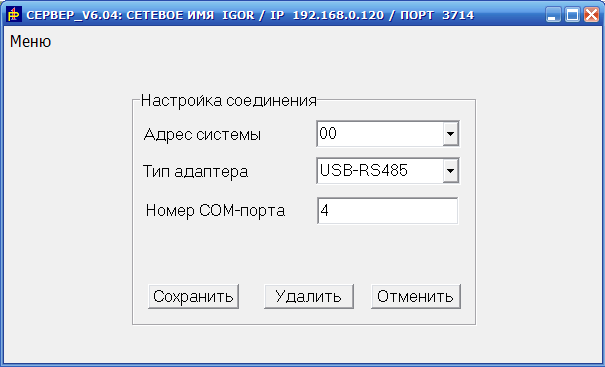 СЕРВЕР_V6.04: СЕТЕВОЕ ИМЯ IGOR / IP 192.168.0.120 / ПОРТ 3714
Меню
Настройка соединения
Адрес системы 00
Тип адаптера USB-RS485
Номер COM-порта 4
Сохранить Удалить Отменить